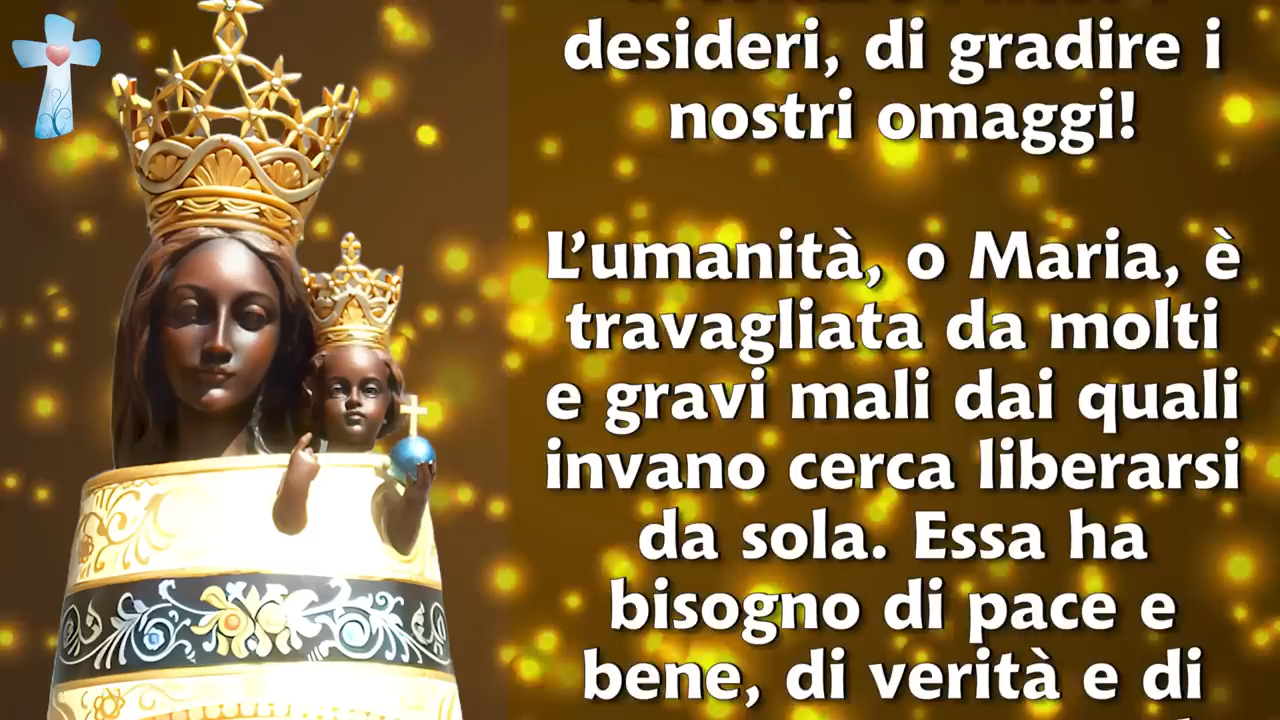 desideri, di gradire i
nostri omaggi!
L’umanità, o Maria, è
travagliata da molti
e gravi mali dai quali
invano cerca liberarsi
da sola. Essa ha
bisogno di pace e
bene, di verità e di